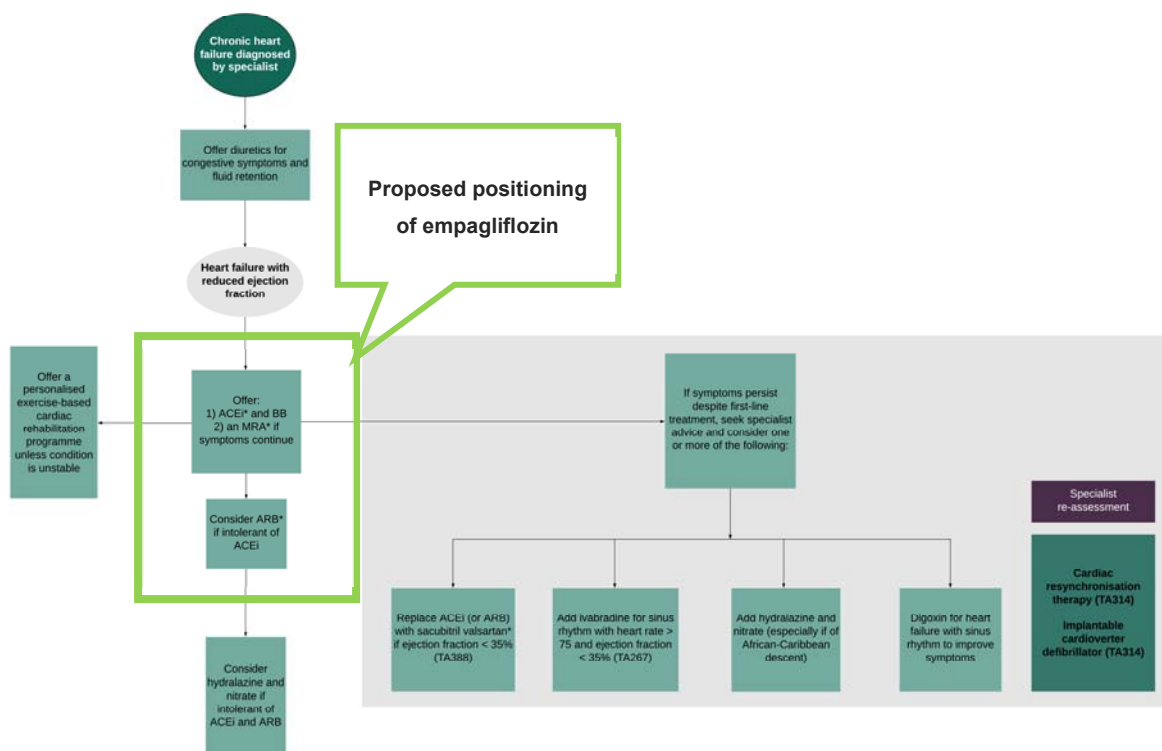 Chronic heart
failure diagnosed
by specialist
Offer diuretics for
congestive symptoms and
fluid retention
Proposed positioning
of empagliflozin
Heart failure with
reduced ejection
fraction
Offer a
personalised
exercise-based
cardiac
rehabilitation
programme
unless condition
is unstable
Offer:
1) ACEi* and BB
2) an MRA* if
symptoms continue
If symptoms persist
despite first-line
treatment, seek specialist
advice and consider one
or more of the following:
Consider ARB*
if intolerant of
ACEi
Specialist
re-assessment
Cardiac
resynchronisation
therapy (TA314)
Implantable
cardioverter
defibrillator (TA314)
Replace ACEi (or ARB)
with sacubitril valsartan*
if ejection fraction < 35%
(TA388)
Add ivabradine for sinus
rhythm with heart rate >
75 and ejection fraction
< 35% (TA267)
Add hydralazine and
nitrate (especially if of
African-Caribbean
descent)
Digoxin for heart
failure with sinus
rhythm to improve
symptoms
Consider
hydralazine and
nitrate if
intolerant of
ACEi and ARB